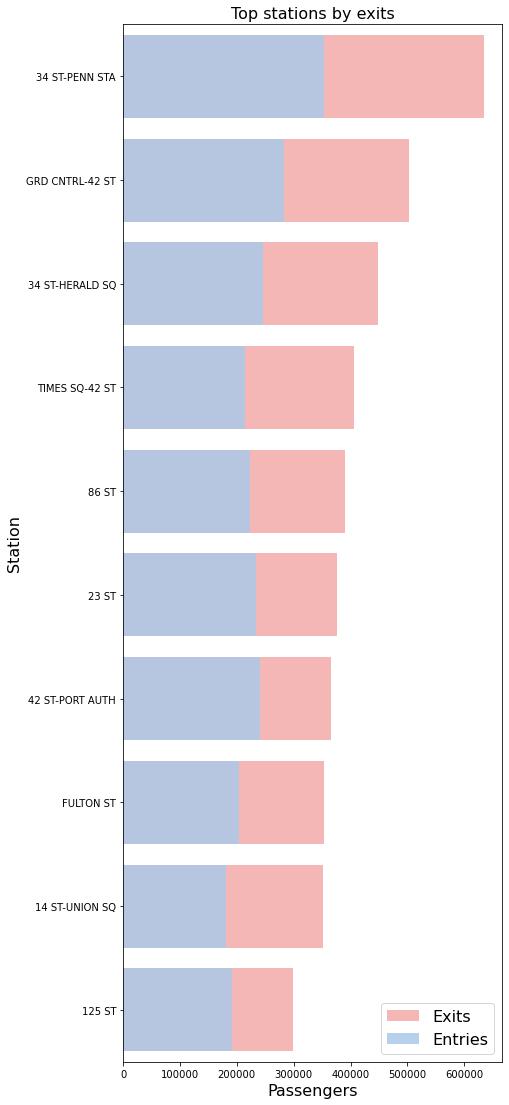 Top stations by exits
Station
34 ST-PENN STA
GRD CNTRL-42 ST
34 ST-HERALD SQ
TIMES SQ-42 ST
86 ST
23 ST
42 ST-PORT AUTH
FULTON ST
14 ST-UNION SQ
125 ST
Exits
Entries
0 100000 200000 300000 400000 500000 600000
Passengers